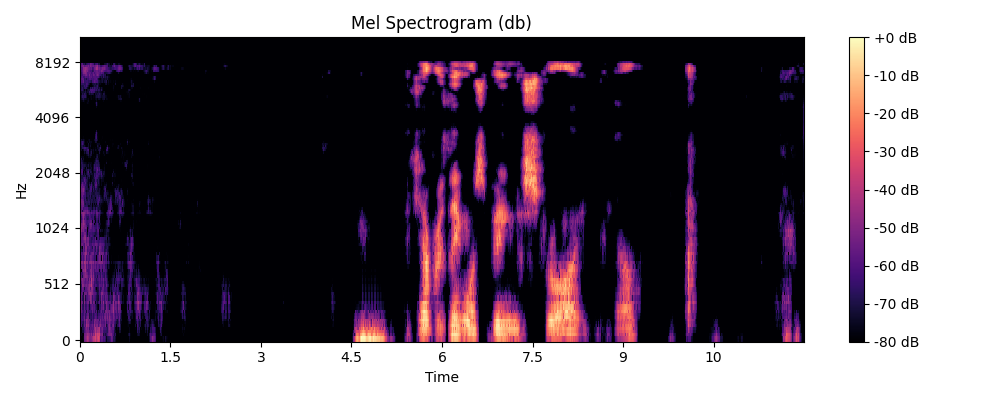 Mel Spectrogram (db)
8192
4096
2048
1024
512
0
Hz
0 1.5 3 4.5 6 7.5 9 10
Time
+0 dB
-10 dB
-20 dB
-30 dB
-40 dB
-50 dB
-60 dB
-70 dB
-80 dB